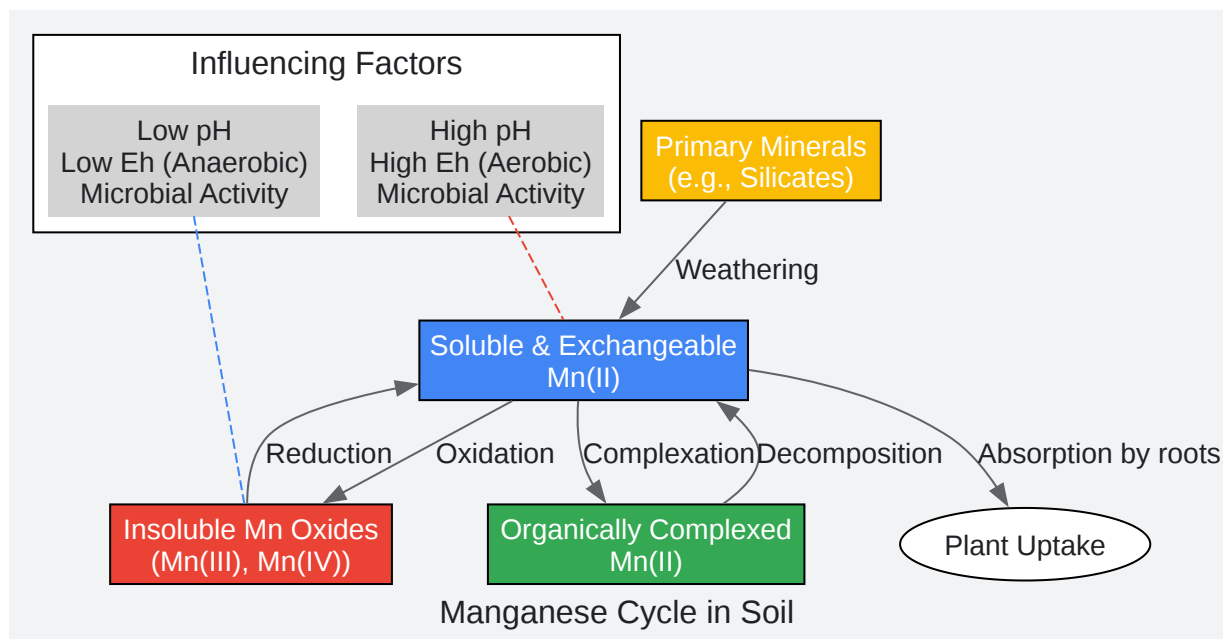 Influencing Factors
Low pH
Low Eh (Anaerobic)
Microbial Activity
High pH
High Eh (Aerobic)
Microbial Activity
Primary Minerals
(e.g., Silicates)
Weathering
Soluble & Exchangeable
Mn(II)
Reduction
Oxidation
Complexation
Decomposition
Absorption by roots
Insoluble Mn Oxides
(Mn(III), Mn(IV))
Organically Complexed
Mn(II)
Plant Uptake
Manganese Cycle in Soil